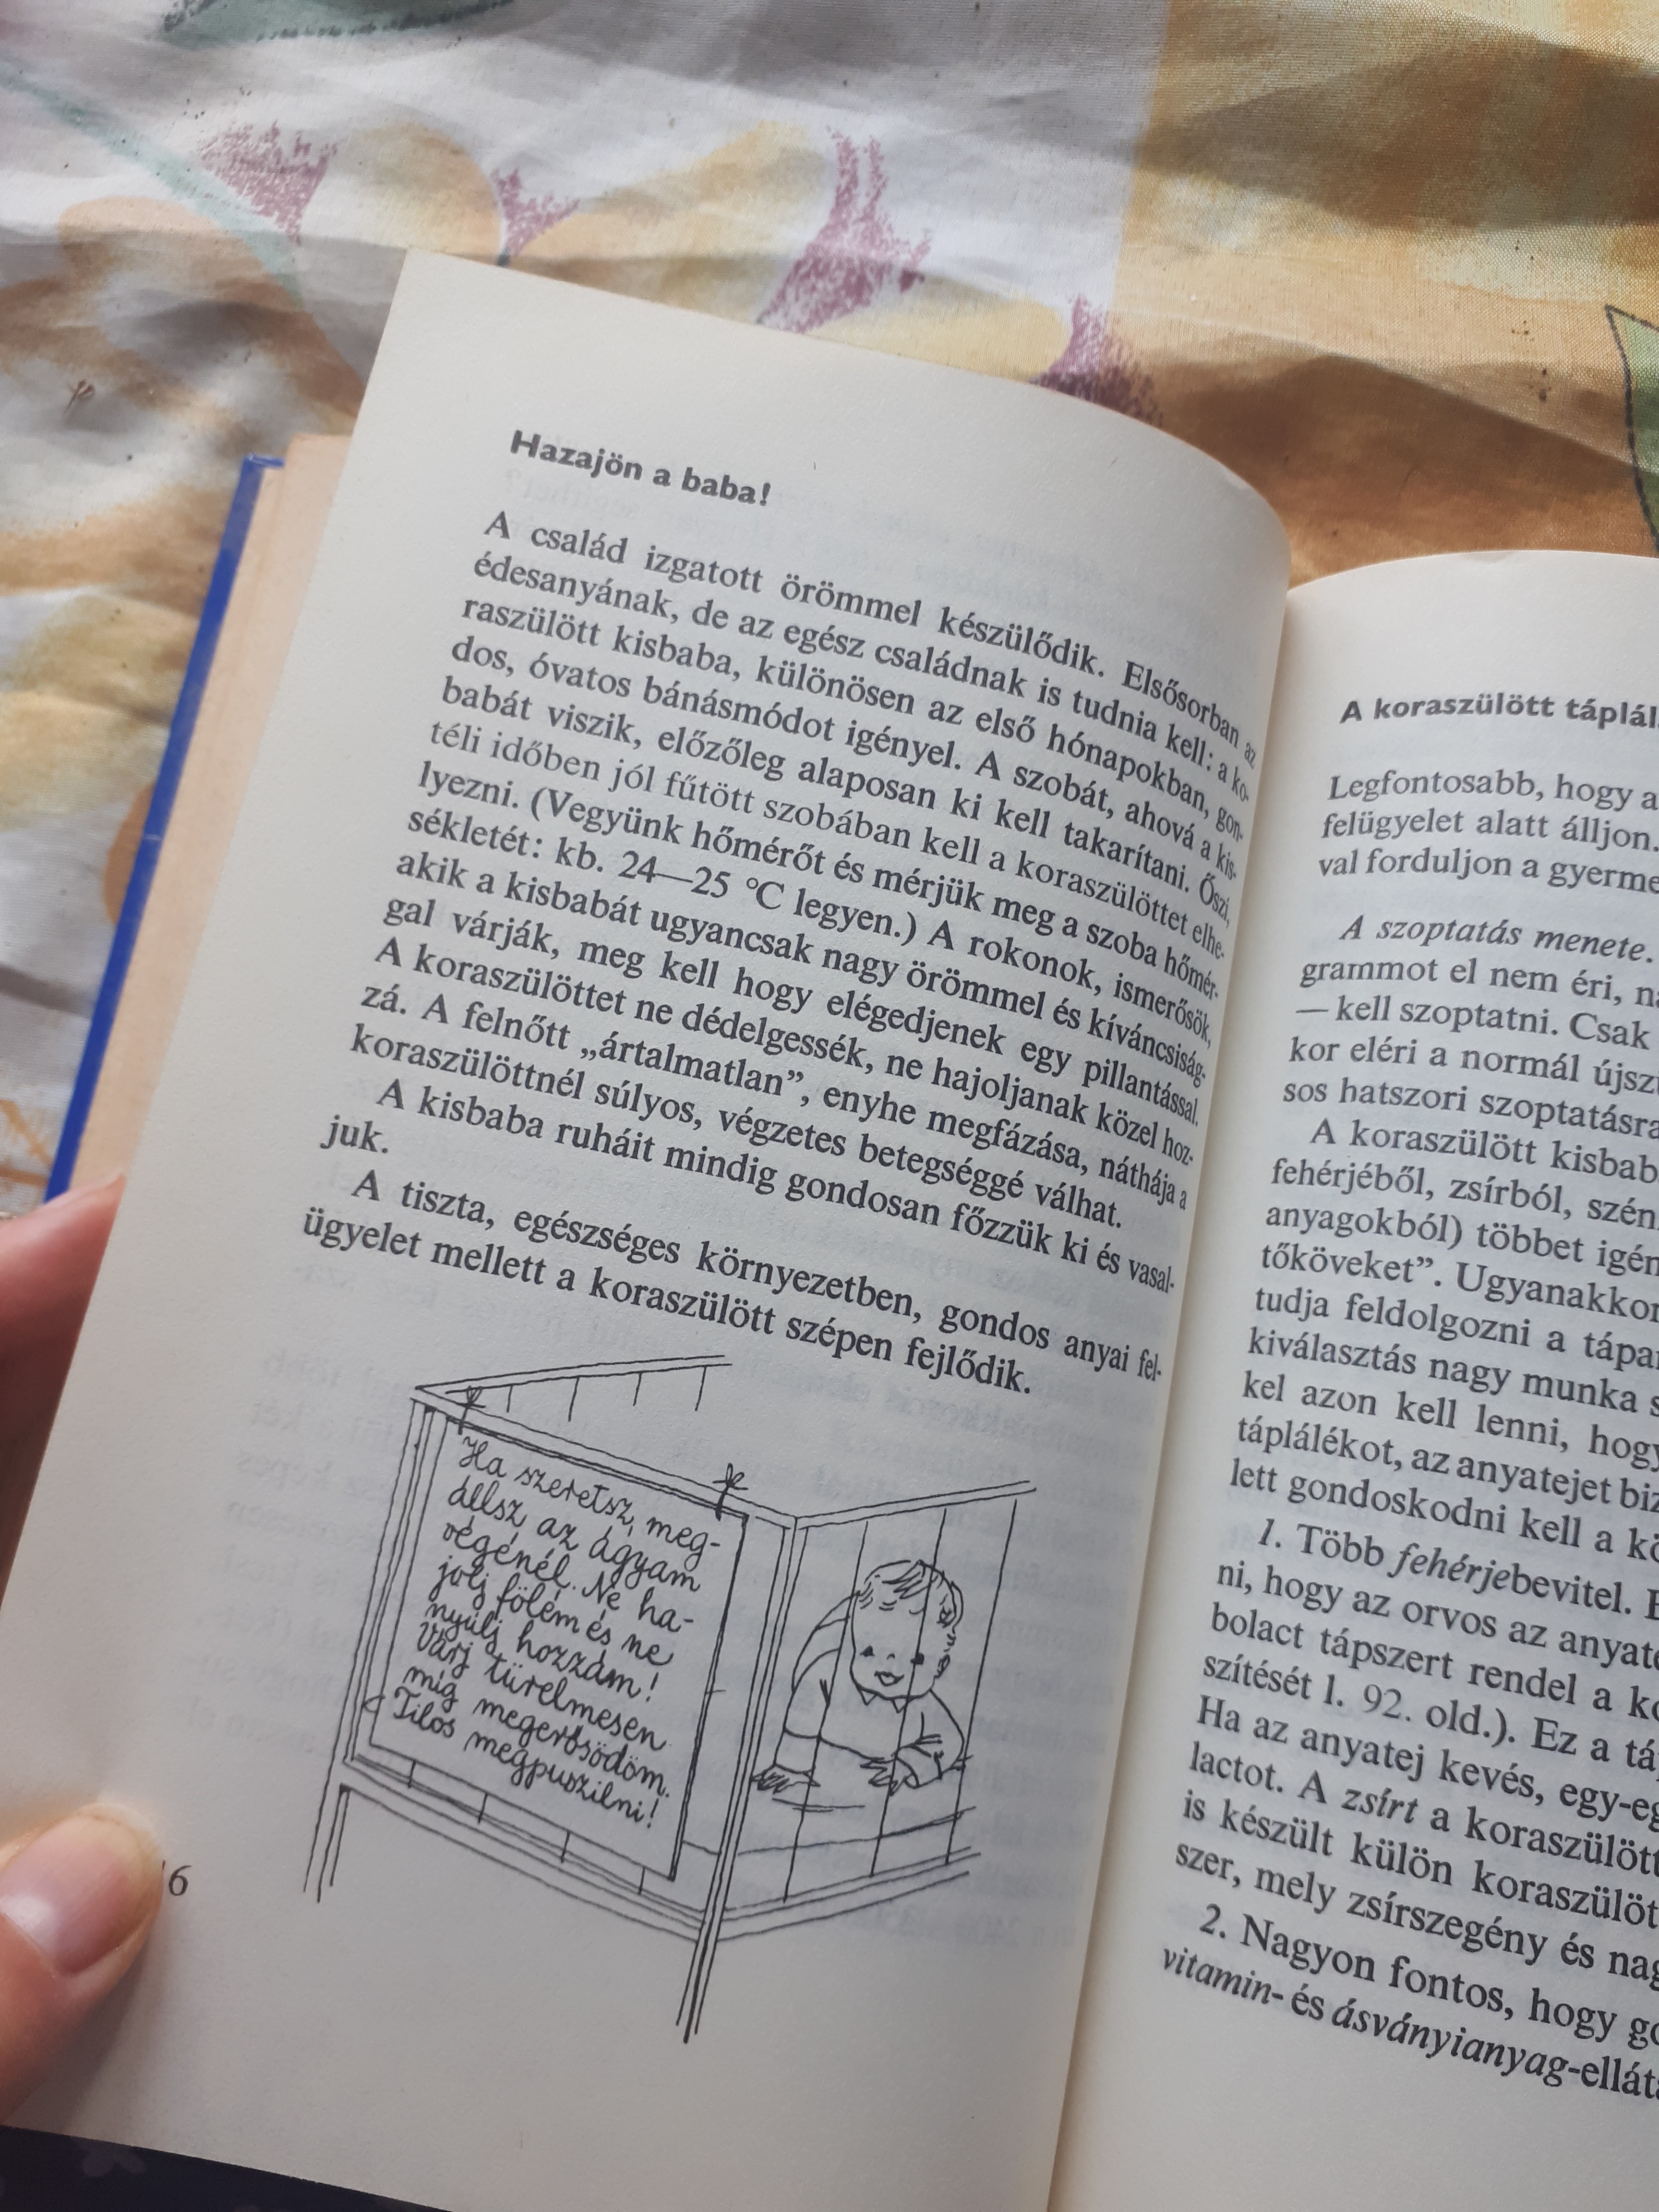 Hazajön a baba!
A család izgatott örömmel készülődik. Elsősorban az
édesanyának, de az egész családnak is tudnia kell: a ko-
raszülött kisbaba, különösen az első hónapokban, gon-
dos, óvatos bánásmódot igényel. A szobát, ahová a kis-
babát viszik, előzőleg alaposan ki kell takarítani. Őszi,
téli időben jól fűtött szobában kell a koraszülöttet elhe-
lyezni. (Vegyünk hőmérőt és mérjük meg a szoba hőmér-
sékletét: kb. 24—25 °C legyen.) A rokonok, ismerősök,
akik a kisbabát ugyancsak nagy örömmel és kíváncsiság-
gal várják, meg kell hogy elégedjenek egy pillantással.
A koraszülöttet ne dédelgessék, ne hajoljanak közel hoz-
zá. A felnőtt „ártalmatlan”, enyhe megfázása, náthája a
koraszülöttnél súlyos, végzetes betegséggé válhat.
A kisbaba ruháit mindig gondosan főzzük ki és vasal-
juk.
A tiszta, egészséges környezetben, gondos anyai fel-
ügyelet mellett a koraszülött szépen fejlődik.
Ha szeretsz, meg-
állsz az ágyam
végénél. Ne ha-
jolj fölém és ne
nyúlj hozzám!
Várj türelmesen
míg megerősödöm.
Tilos megpuszilni!
6
A koraszülött táplál
Legfontosabb, hogy a
felügyelet alatt álljon.
val forduljon a gyerme
A szoptatás menete.
grammot el nem éri, na
— kell szoptatni. Csak
kor eléri a normál újszü
sos hatszori szoptatásra
A koraszülött kisbab
fehérjéből, zsírból, szén
anyagokból) többet igén
tőköveket”. Ugyanakkor
tudja feldolgozni a tápa
kiválasztás nagy munka s
kel azon kell lenni, hogy
táplálékot, az anyatejet biz
lett gondoskodni kell a kö
1. Több fehérjebevitel. E
ni, hogy az orvos az anyate
bolact tápszert rendel a ko
szítését l. 92. old.). Ez a táp
Ha az anyatej kevés, egy-eg
lactot. A zsírt a koraszülött
is készült külön koraszülöt
szer, mely zsírszegény és nag
2. Nagyon fontos, hogy go
vitamin- és ásványianyag-ellát